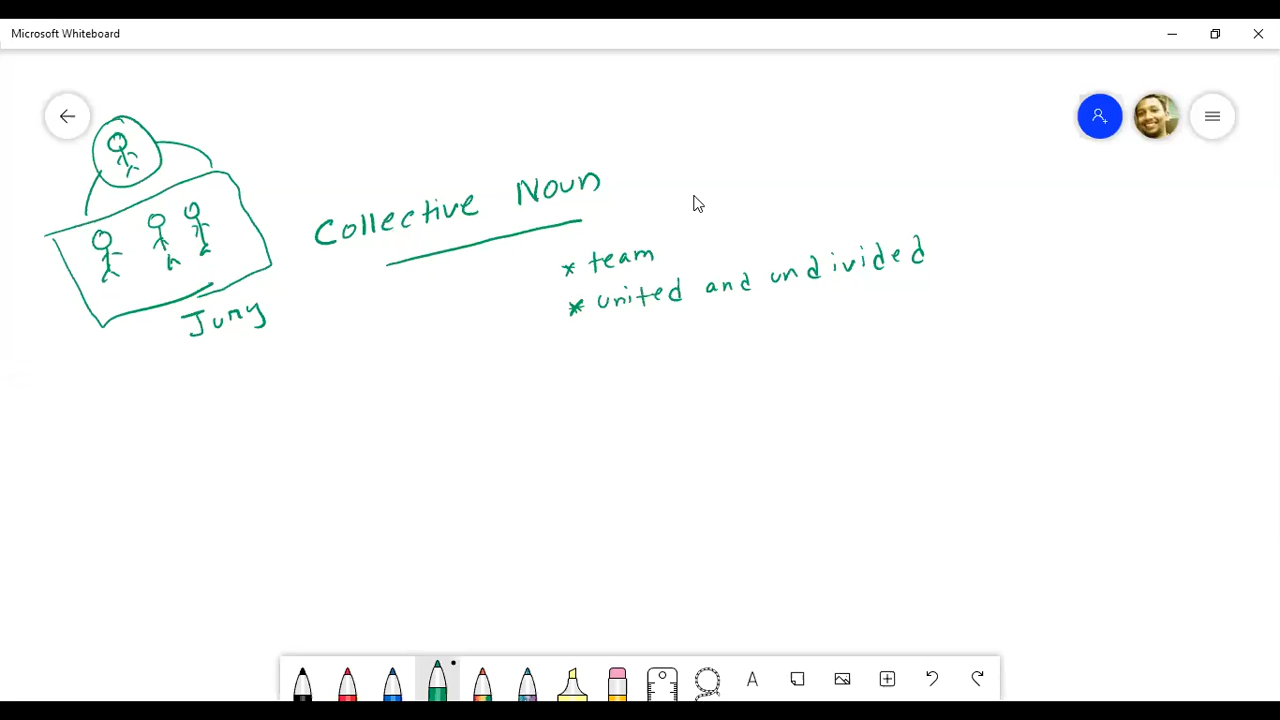 Microsoft Whiteboard
Collective Noun
* team
* united and undivided
Jury
A